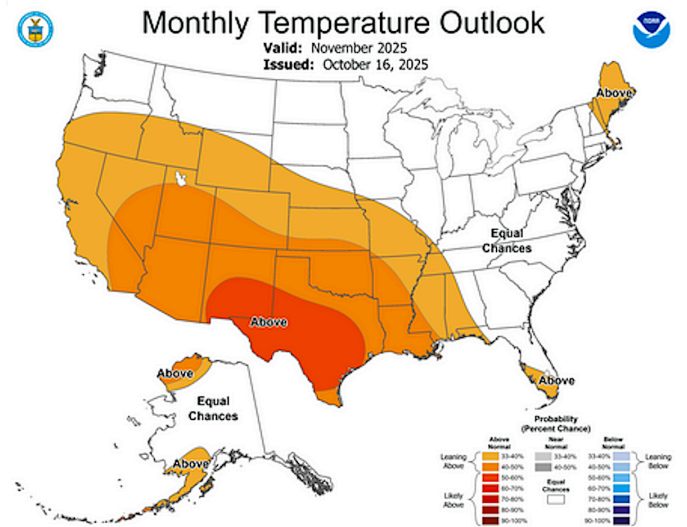 Monthly Temperature Outlook
Valid: November 2025
Issued: October 16, 2025
NOAA
Above
Equal
Chances
Above
Above
Above
Equal
Chances
Above
Probability
(Percent Chance)
Above
Normal
Near
Normal
Below
Normal
Leaning
Above
33-40%
40-50%
50-60%
Likely
Above
60-70%
70-80%
80-90%
90-100%
33-40%
40-50%
Equal
Chances
33-40%
40-50%
50-60%
60-70%
70-80%
80-90%
90-100%
Leaning
Below
Likely
Below